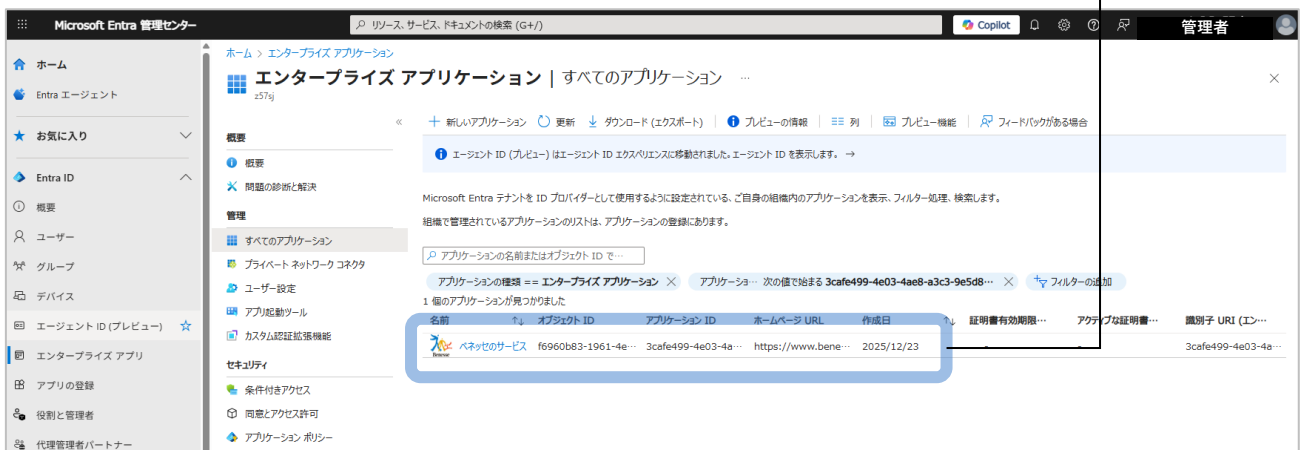 Microsoft Entra 管理センター
リソース、サービス、ドキュメントの検索 (G+/)
Copilot
管理者
ホーム
Entra エージェント
お気に入り
Entra ID
概要
ユーザー
グループ
デバイス
エージェント ID (プレビュー)
エンタープライズ アプリ
アプリの登録
役割と管理者
代理管理者パートナー
ホーム > エンタープライズ アプリケーション
エンタープライズ アプリケーション | すべてのアプリケーション ...
z57sj
概要
概要
問題の診断と解決
管理
すべてのアプリケーション
プライベート ネットワーク コネクタ
ユーザー設定
アプリ起動ツール
カスタム認証拡張機能
セキュリティ
条件付きアクセス
同意とアクセス許可
アプリケーション ポリシー
新しいアプリケーション 更新 ダウンロード (エクスポート) プレビューの情報 列 プレビュー機能 フィードバックがある場合
エージェント ID (プレビュー) はエージェント ID エクスペリエンスに移動されました。エージェント ID を表示します。 →
Microsoft Entra テナントを ID プロバイダーとして使用するように設定されている、ご自身の組織内のアプリケーションを表示、フィルター処理、検索します。
組織で管理されているアプリケーションのリストは、アプリケーションの登録にあります。
アプリケーションの名前またはオブジェクト ID で…
アプリケーションの種類 == エンタープライズ アプリケーション アプリケーショ… 次の値で始まる 3cafe499-4e03-4ae8-a3c3-9e5d8… フィルターの追加
1 個のアプリケーションが見つかりました
名前 オブジェクト ID アプリケーション ID ホームページ URL 作成日 証明書有効期限… アクティブな証明書… 識別子 URI (エン…
Benesse ベネッセのサービス f6960b83-1961-4e… 3cafe499-4e03-4a… https://www.bene… 2025/12/23 - - 3cafe499-4e03-4a…